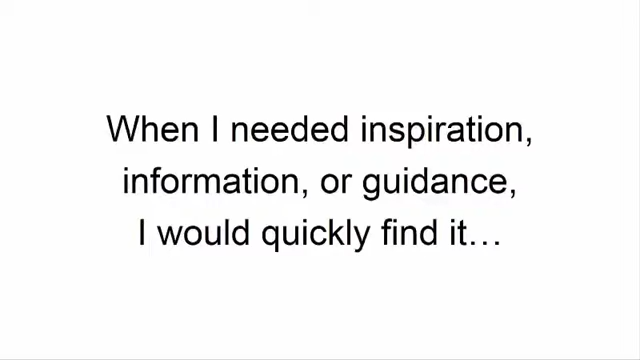 When I needed inspiration,
information, or guidance,
I would quickly find it…